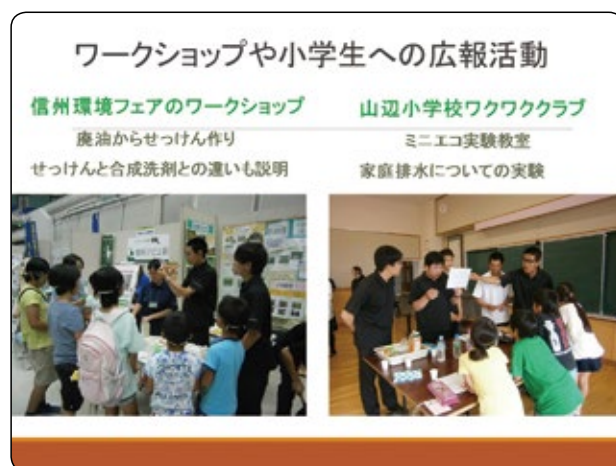 ワークショップや小学生への広報活動
信州環境フェアのワークショップ
廃油からせっけん作り
せっけんと合成洗剤との違いも説明
山辺小学校ワクワククラブ
ミニエコ実験教室
家庭排水についての実験